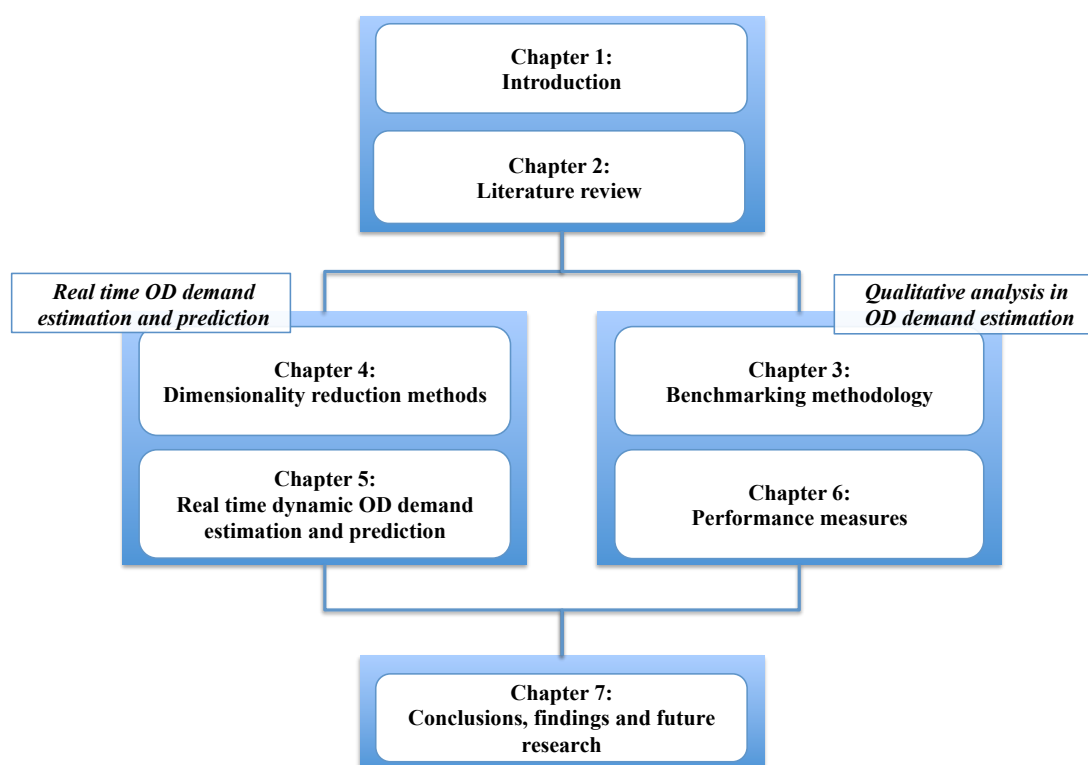 Chapter 1:
Introduction
Chapter 2:
Literature review
Real time OD demand
estimation and prediction
Chapter 4:
Dimensionality reduction methods
Chapter 5:
Real time dynamic OD demand
estimation and prediction
Qualitative analysis in
OD demand estimation
Chapter 3:
Benchmarking methodology
Chapter 6:
Performance measures
Chapter 7:
Conclusions, findings and future
research